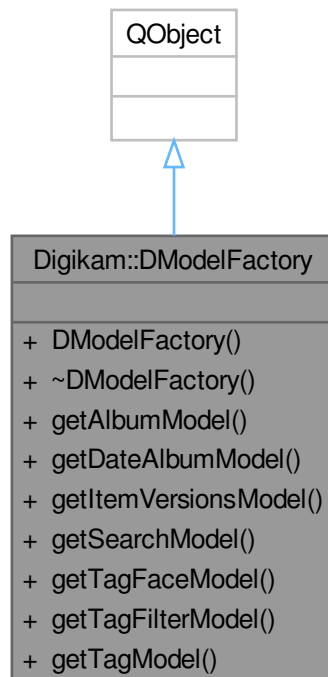 QObject
Digikam::DModelFactory
+ DModelFactory()
+ ~DModelFactory()
+ getAlbumModel()
+ getDateAlbumModel()
+ getItemVersionsModel()
+ getSearchModel()
+ getTagFaceModel()
+ getTagFilterModel()
+ getTagModel()